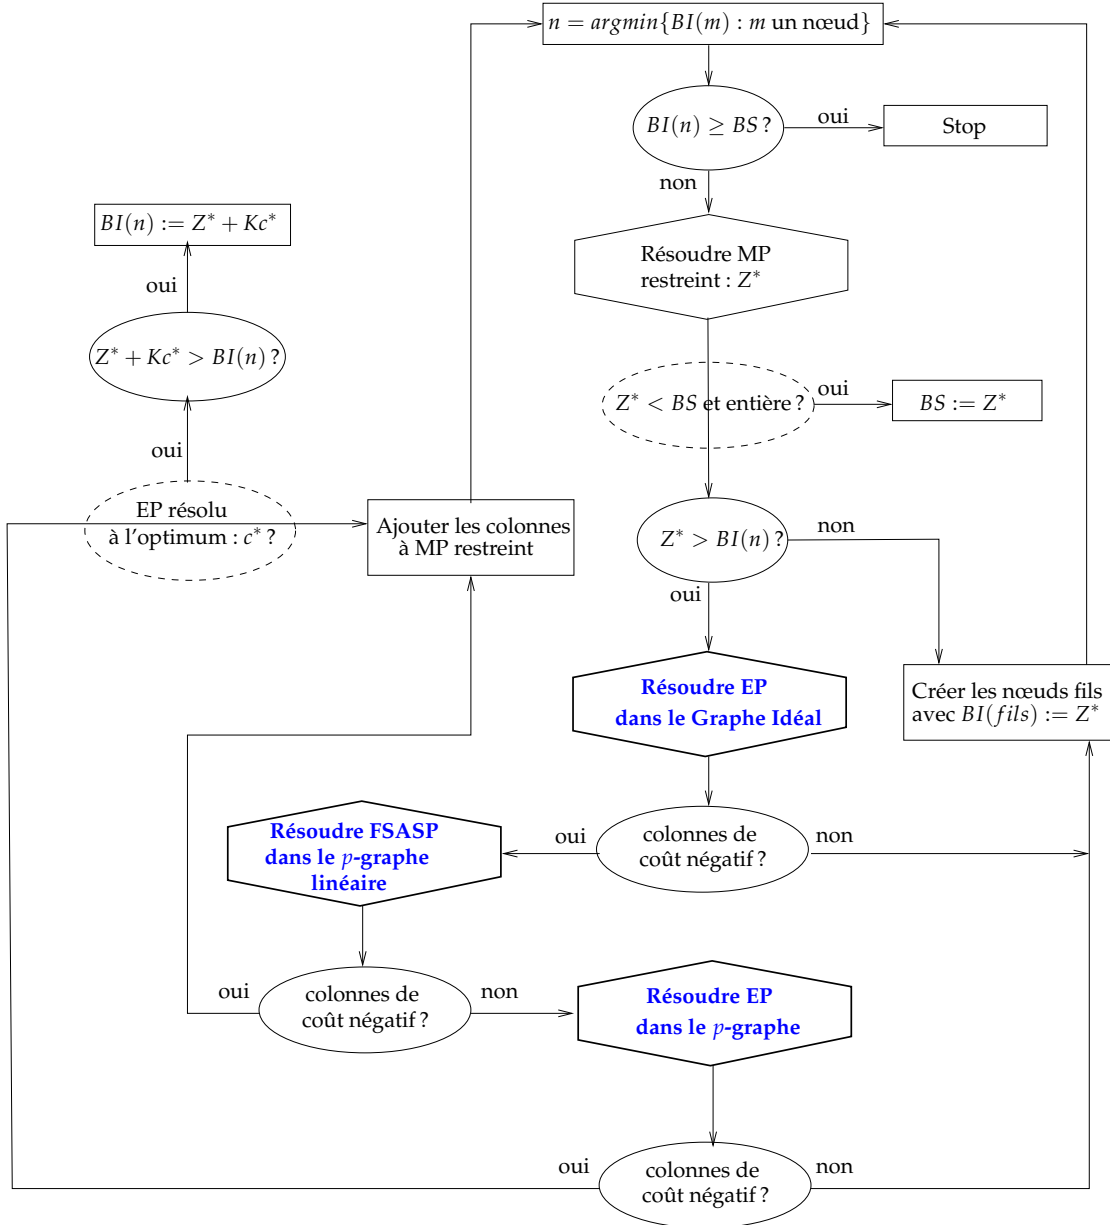 n = argmin{BI(m) : m un nœud}
BI(n) ≥ BS ?
oui
Stop
non
BI(n) := Z* + Kc*
Résoudre MP
restreint : Z*
oui
Z* + Kc* > BI(n) ?
Z* < BS et entière ?
oui
BS := Z*
oui
EP résolu
à l'optimum : c* ?
Ajouter les colonnes
à MP restreint
Z* > BI(n) ?
non
oui
Résoudre EP
dans le Graphe Idéal
Créer les nœuds fils
avec BI(fils) := Z*
Résoudre FSASP
dans le p-graphe
linéaire
oui
colonnes de
coût négatif ?
non
oui
colonnes de
coût négatif ?
non
Résoudre EP
dans le p-graphe
oui
colonnes de
coût négatif ?
non